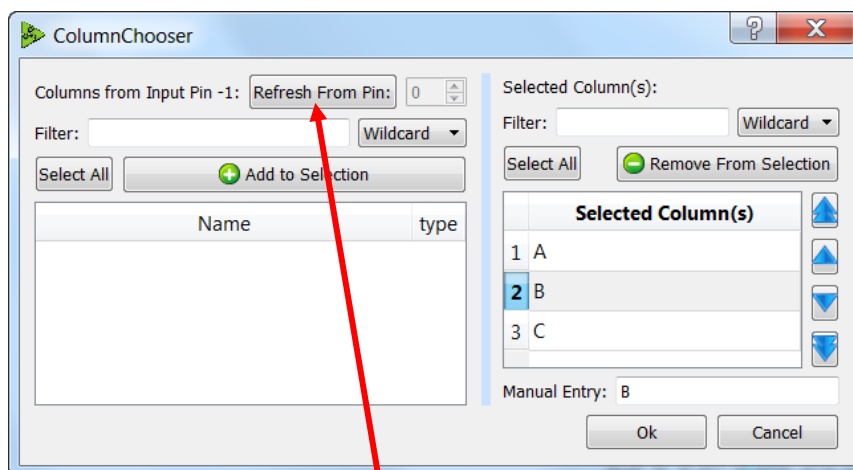 ColumnChooser
Columns from Input Pin -1: Refresh From Pin: 0
Filter: Wildcard
Select All Add to Selection
Name type
Selected Column(s):
Filter: Wildcard
Select All Remove From Selection
Selected Column(s)
1 A
2 B
3 C
Manual Entry: B
Ok Cancel